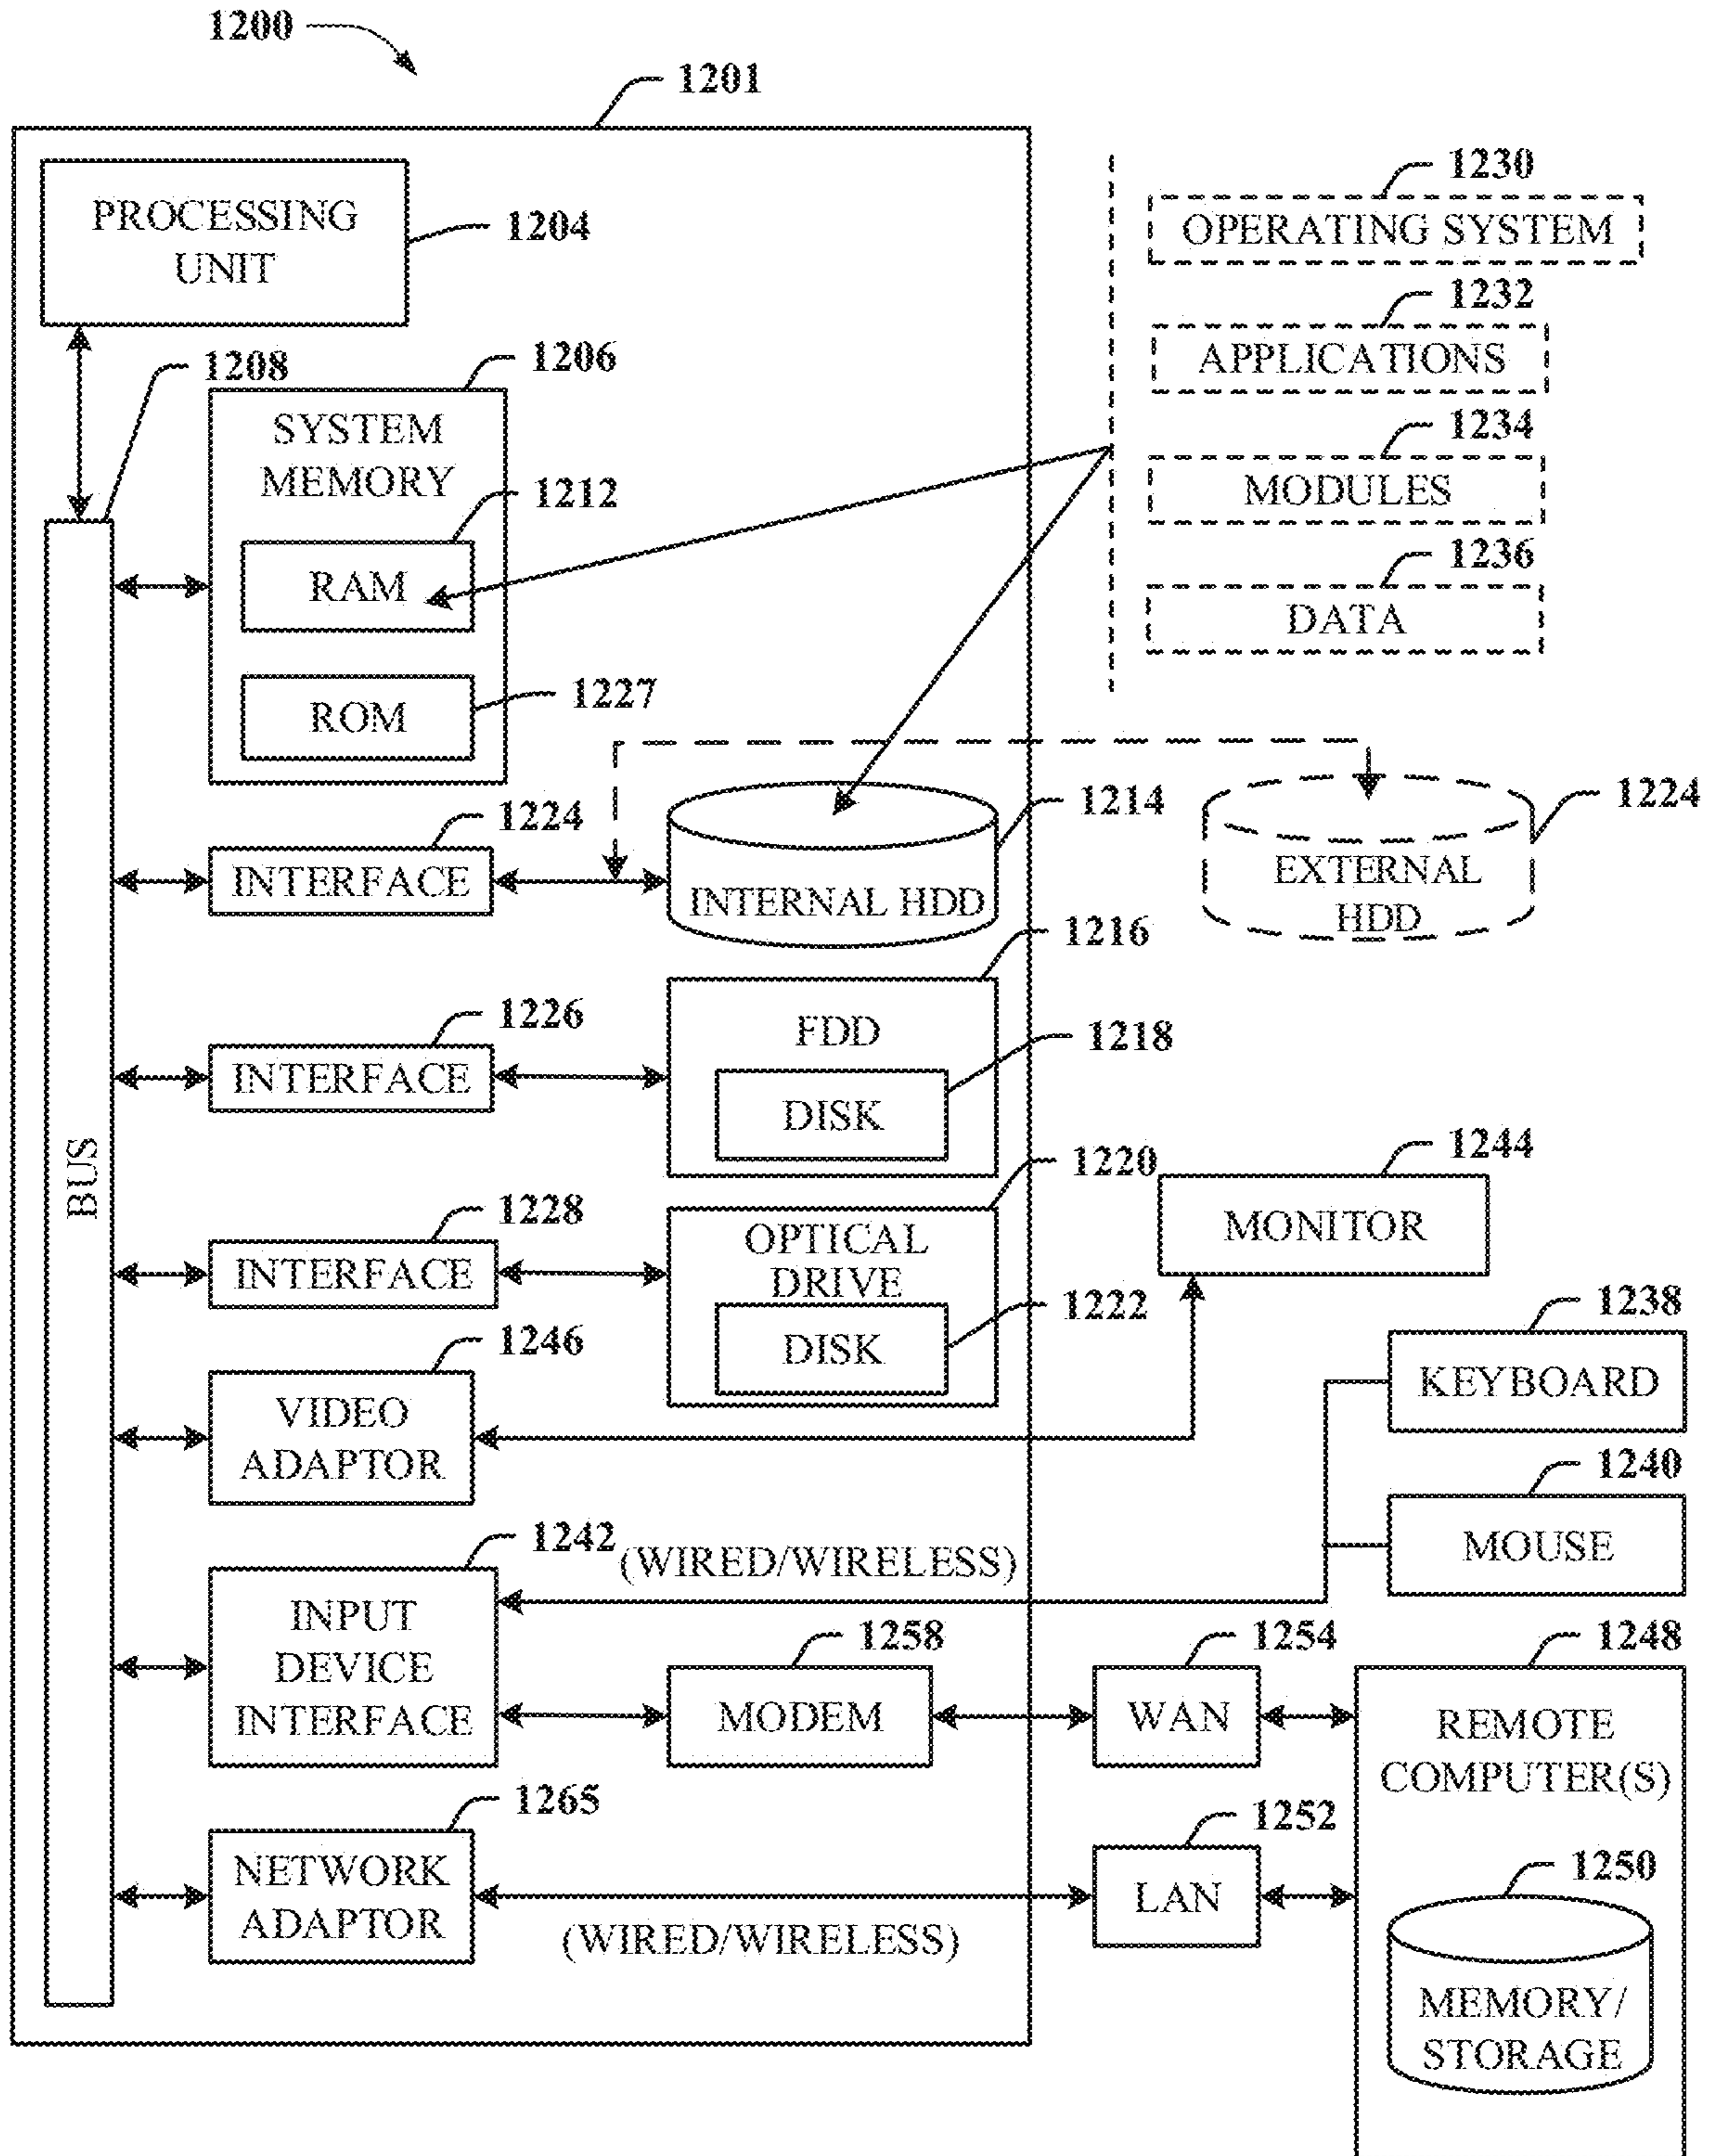 1200
1201
PROCESSING
UNIT
1204
1230
OPERATING SYSTEM
1232
APPLICATIONS
1234
MODULES
1236
DATA
1208
1206
SYSTEM
MEMORY
1212
RAM
1227
ROM
1224
INTERFACE
1214
INTERNAL HDD
1224
EXTERNAL
HDD
1216
1226
INTERFACE
FDD
1218
DISK
BUS
1220
1244
MONITOR
1228
INTERFACE
OPTICAL
DRIVE
1222
DISK
1238
KEYBOARD
1246
VIDEO
ADAPTOR
1240
MOUSE
1242
(WIRED/WIRELESS)
INPUT
DEVICE
INTERFACE
1258
MODEM
1254
WAN
1248
REMOTE
COMPUTER(S)
1265
NETWORK
ADAPTOR
(WIRED/WIRELESS)
1252
LAN
1250
MEMORY/
STORAGE